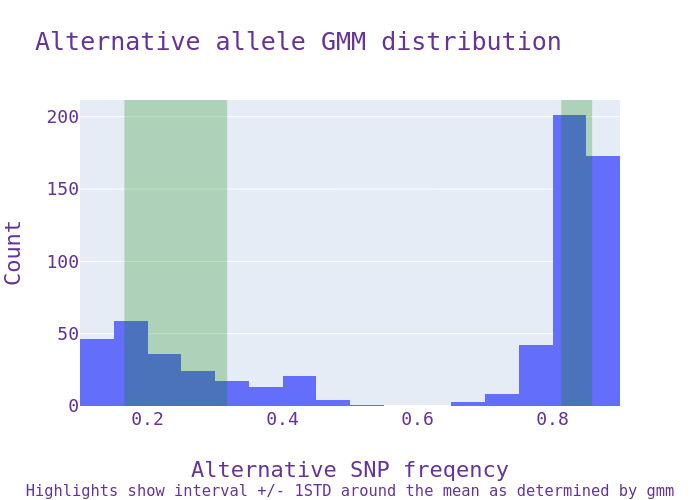 Alternative allele GMM distribution
200
150
100
50
0
Count
0.2 0.4 0.6 0.8
Alternative SNP freqency
Highlights show interval +/- 1STD around the mean as determined by gmm